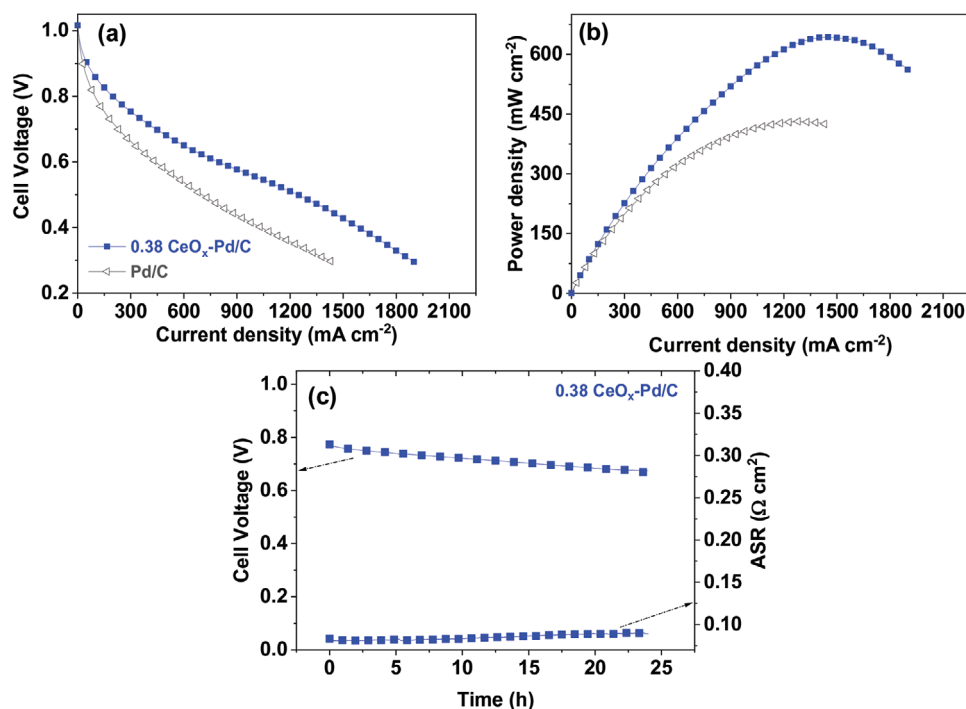 (a)
Cell Voltage (V)
1.0
0.8
0.6
0.4
0.2
0.38 CeOx-Pd/C
Pd/C
0 300 600 900 1200 1500 1800 2100
Current density (mA cm-2)
(b)
Power density (mW cm-2)
600
450
300
150
0
0 300 600 900 1200 1500 1800 2100
Current density (mA cm-2)
(c)
0.38 CeOx-Pd/C
Cell Voltage (V)
1.0
0.8
0.6
0.4
0.2
0.0
0.40
0.35
0.30
0.25
0.20
0.15
0.10
ASR (Ω cm2)
0 5 10 15 20 25
Time (h)